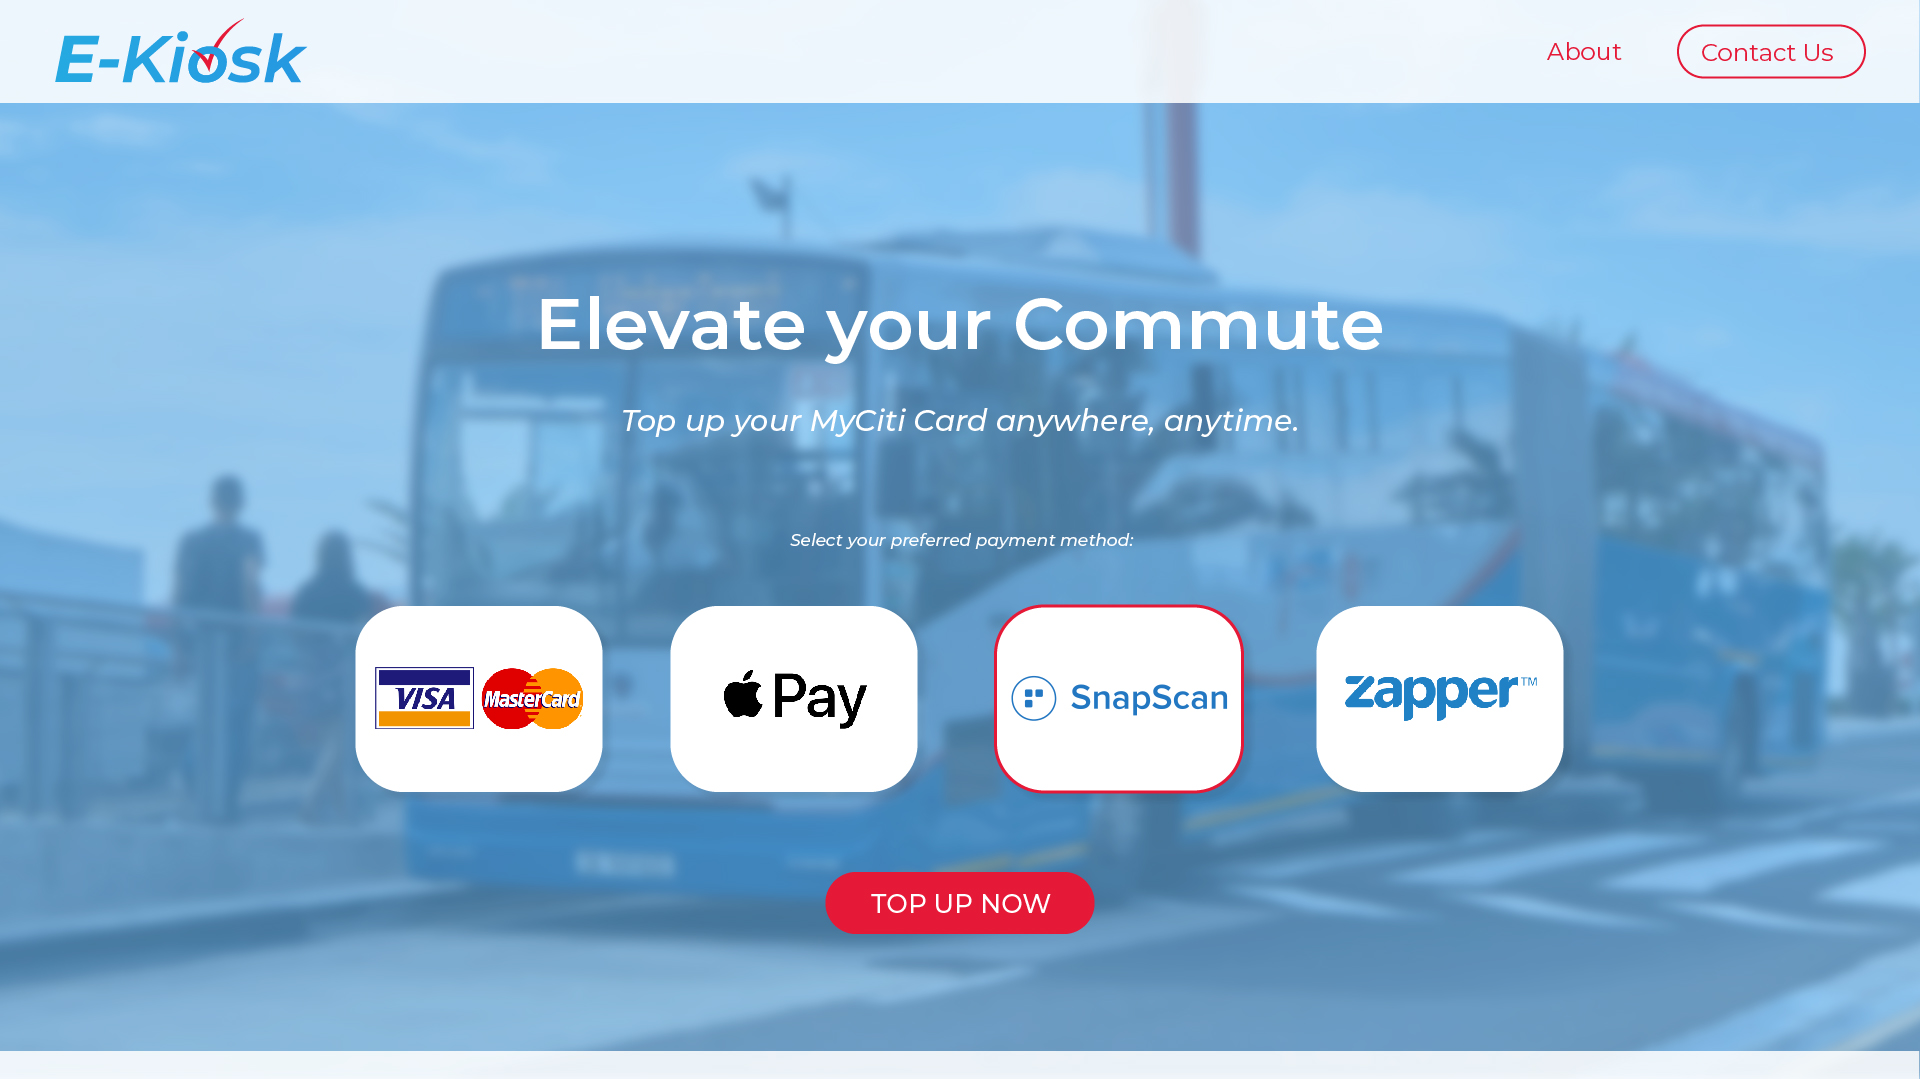 E-Kiosk
About
Contact Us
Elevate your Commute
Top up your MyCiti Card anywhere, anytime.
Select your preferred payment method:
VISA MasterCard
Pay
SnapScan
zapper™
TOP UP NOW